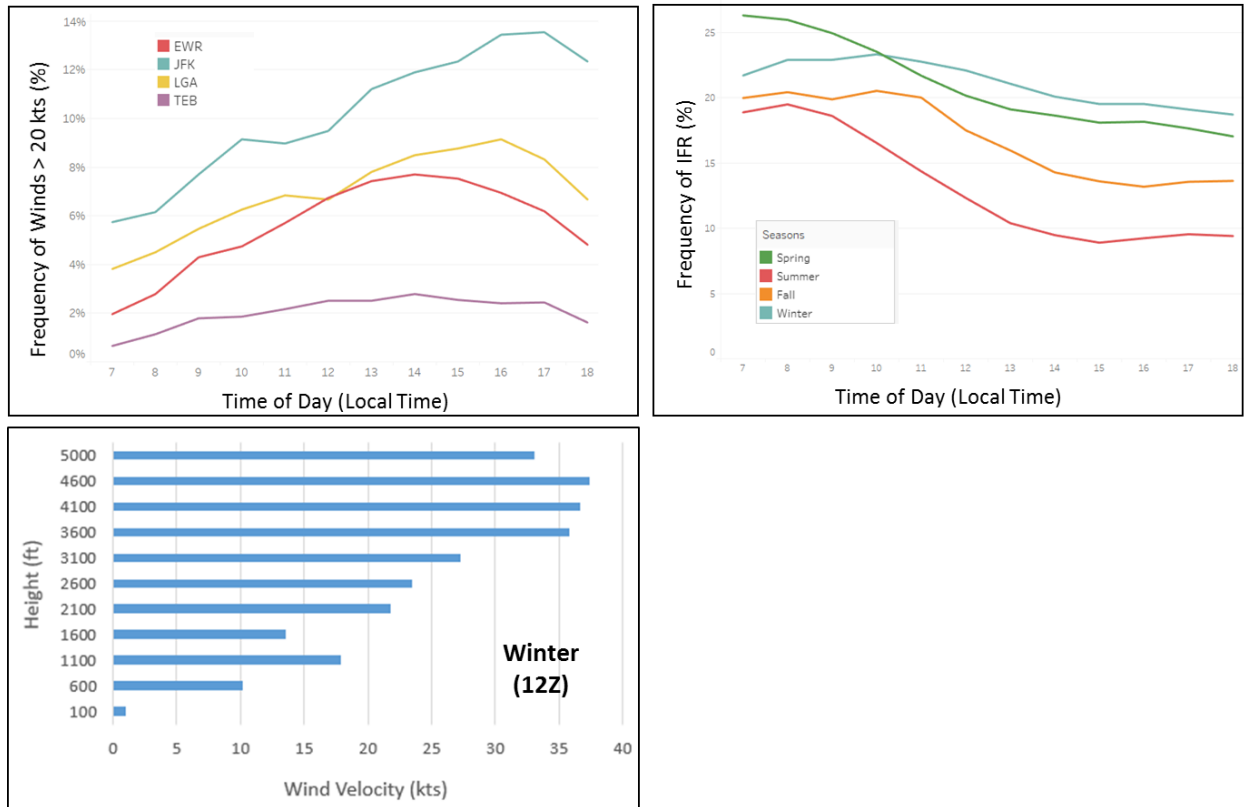 Frequency of Winds > 20 kts (%)
14%
12%
10%
8%
6%
4%
2%
0%
EWR
JFK
LGA
TEB
7 8 9 10 11 12 13 14 15 16 17 18
Time of Day (Local Time)
Frequency of IFR (%)
25
20
15
10
5
0
Seasons
Spring
Summer
Fall
Winter
7 8 9 10 11 12 13 14 15 16 17 18
Time of Day (Local Time)
Height (ft)
5000
4600
4100
3600
3100
2600
2100
1600
1100
600
100
Winter
(12Z)
0 5 10 15 20 25 30 35 40
Wind Velocity (kts)